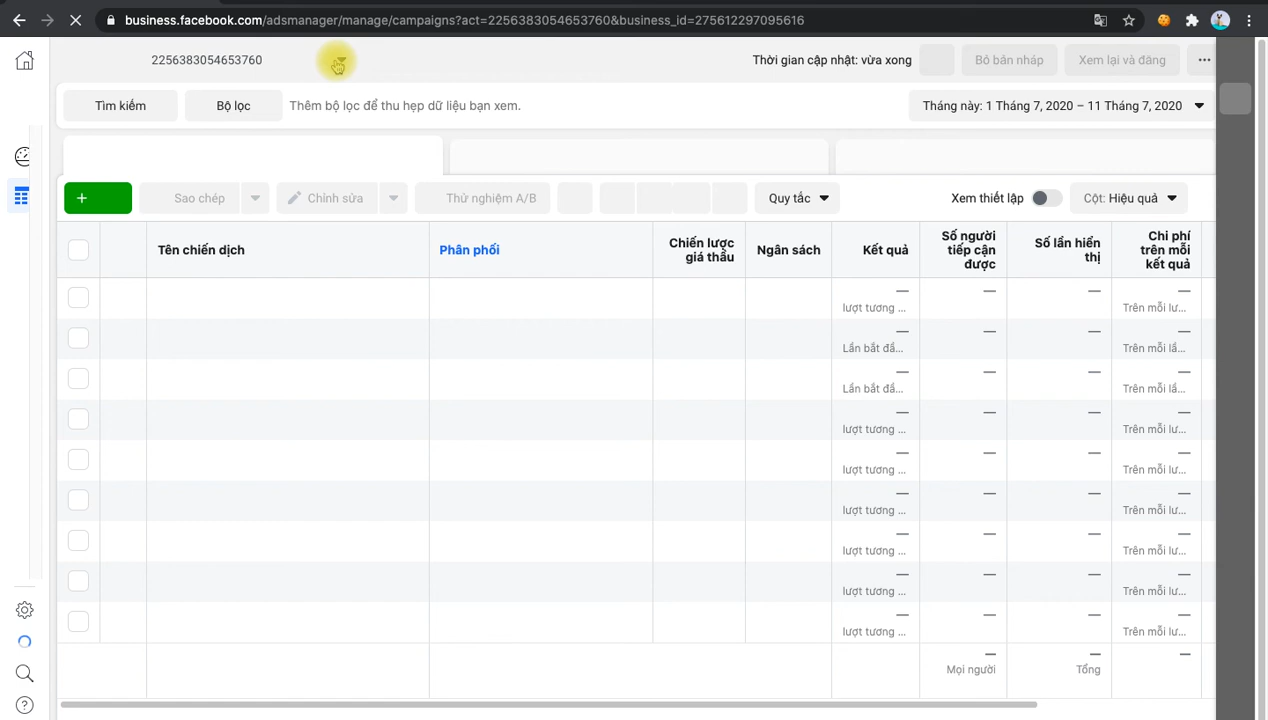 business.facebook.com/adsmanager/manage/campaigns?act=2256383054653760&business_id=275612297095616
2256383054653760
Thời gian cập nhật: vừa xong
Bỏ bản nháp
Xem lại và đăng
Tìm kiếm
Bộ lọc
Thêm bộ lọc để thu hẹp dữ liệu bạn xem.
Tháng này: 1 Tháng 7, 2020 – 11 Tháng 7, 2020
Sao chép
Chỉnh sửa
Thử nghiệm A/B
Quy tắc
Xem thiết lập
Cột: Hiệu quả
Tên chiến dịch
Phân phối
Chiến lược
giá thầu
Ngân sách
Kết quả
Số người
tiếp cận
được
Số lần hiển
thị
Chi phí
trên mỗi
kết quả
— — — —
lượt tương ... Trên mỗi lư...
— — — —
Lần bắt đầ... Trên mỗi lầ...
— — — —
Lần bắt đầ... Trên mỗi lầ...
— — — —
lượt tương ... Trên mỗi lư...
— — — —
lượt tương ... Trên mỗi lư...
— — — —
lượt tương ... Trên mỗi lư...
— — — —
lượt tương ... Trên mỗi lư...
— — — —
lượt tương ... Trên mỗi lư...
— — — —
lượt tương ... Trên mỗi lư...
— — —
Mọi người Tổng